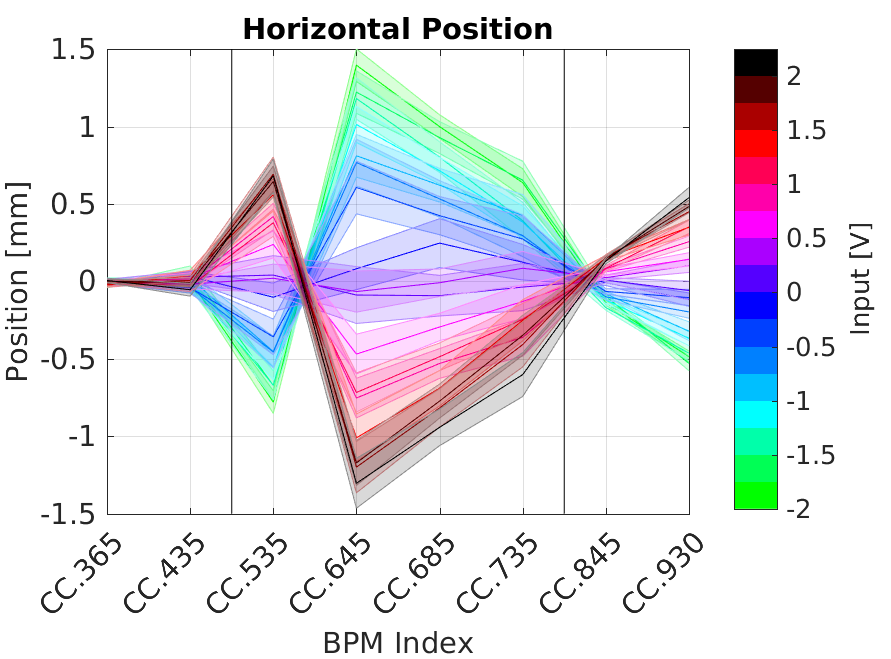 Horizontal Position
1.5
1
0.5
0
-0.5
-1
-1.5
Position [mm]
CC.365
CC.435
CC.535
CC.645
CC.685
CC.735
CC.845
CC.930
BPM Index
2
1.5
1
0.5
0
-0.5
-1
-1.5
-2
Input [V]